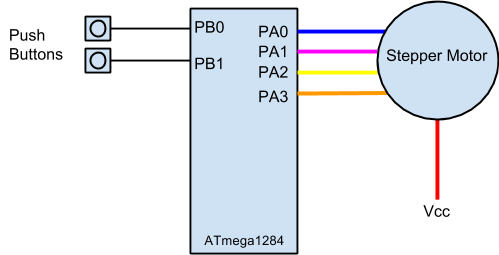 Push
Buttons
PB0
PB1
PA0
PA1
PA2
PA3
Stepper Motor
Vcc
ATmega1284